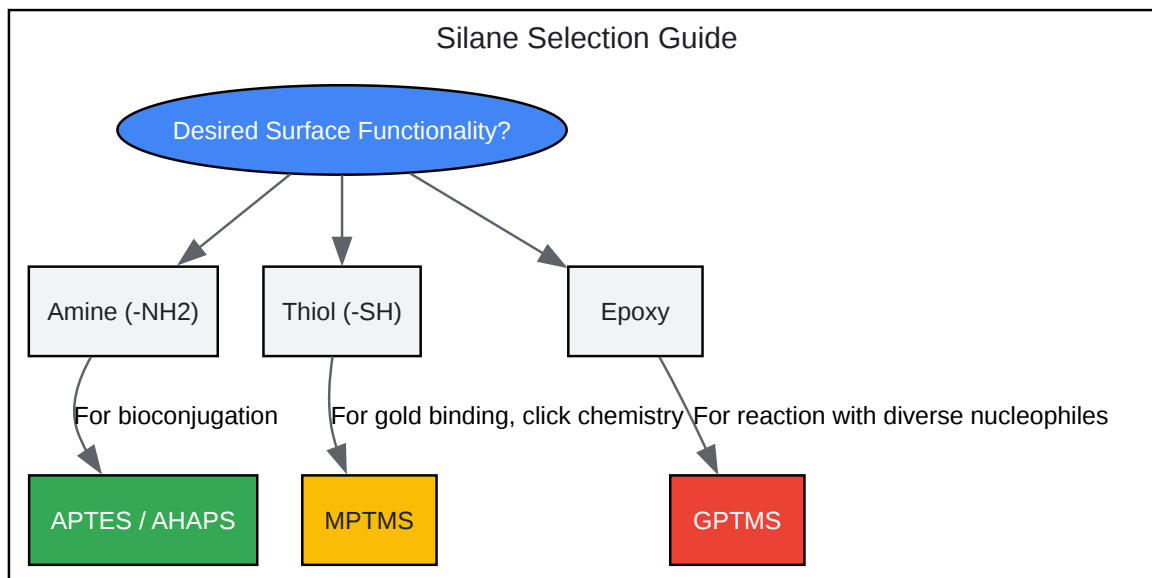 Silane Selection Guide
Desired Surface Functionality?
Amine (-NH2)
Thiol (-SH)
Epoxy
For bioconjugation
For gold binding, click chemistry
For reaction with diverse nucleophiles
APTES / AHAPS
MPTMS
GPTMS